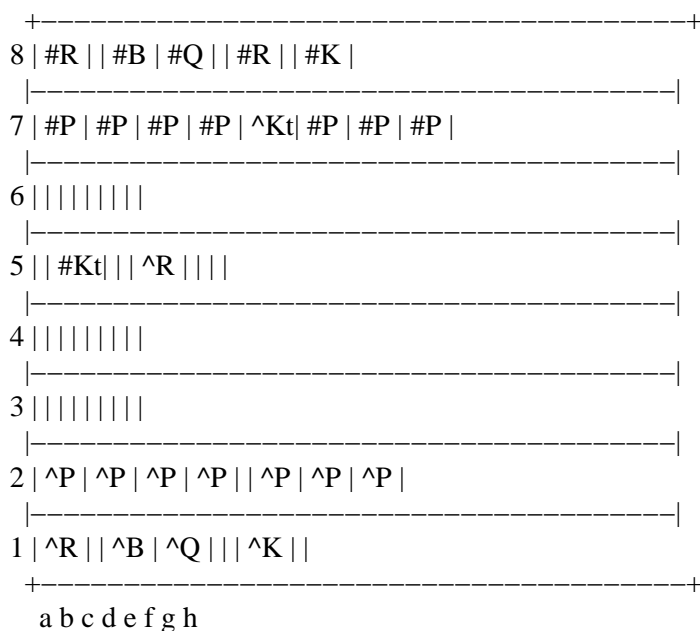 +−−−−−−−−−−−−−−−−−−−−−−−−−−−−−−−−−−−−−−−+
8 | #R | | #B | #Q | | #R | | #K |
|−−−−−−−−−−−−−−−−−−−−−−−−−−−−−−−−−−−−−−−|
7 | #P | #P | #P | #P | ^Kt| #P | #P | #P |
|−−−−−−−−−−−−−−−−−−−−−−−−−−−−−−−−−−−−−−−|
6 | | | | | | | | |
|−−−−−−−−−−−−−−−−−−−−−−−−−−−−−−−−−−−−−−−|
5 | | #Kt| | | ^R | | | |
|−−−−−−−−−−−−−−−−−−−−−−−−−−−−−−−−−−−−−−−|
4 | | | | | | | | |
|−−−−−−−−−−−−−−−−−−−−−−−−−−−−−−−−−−−−−−−|
3 | | | | | | | | |
|−−−−−−−−−−−−−−−−−−−−−−−−−−−−−−−−−−−−−−−|
2 | ^P | ^P | ^P | ^P | | ^P | ^P | ^P |
|−−−−−−−−−−−−−−−−−−−−−−−−−−−−−−−−−−−−−−−|
1 | ^R | | ^B | ^Q | | | ^K | |
+−−−−−−−−−−−−−−−−−−−−−−−−−−−−−−−−−−−−−−−+
a b c d e f g h